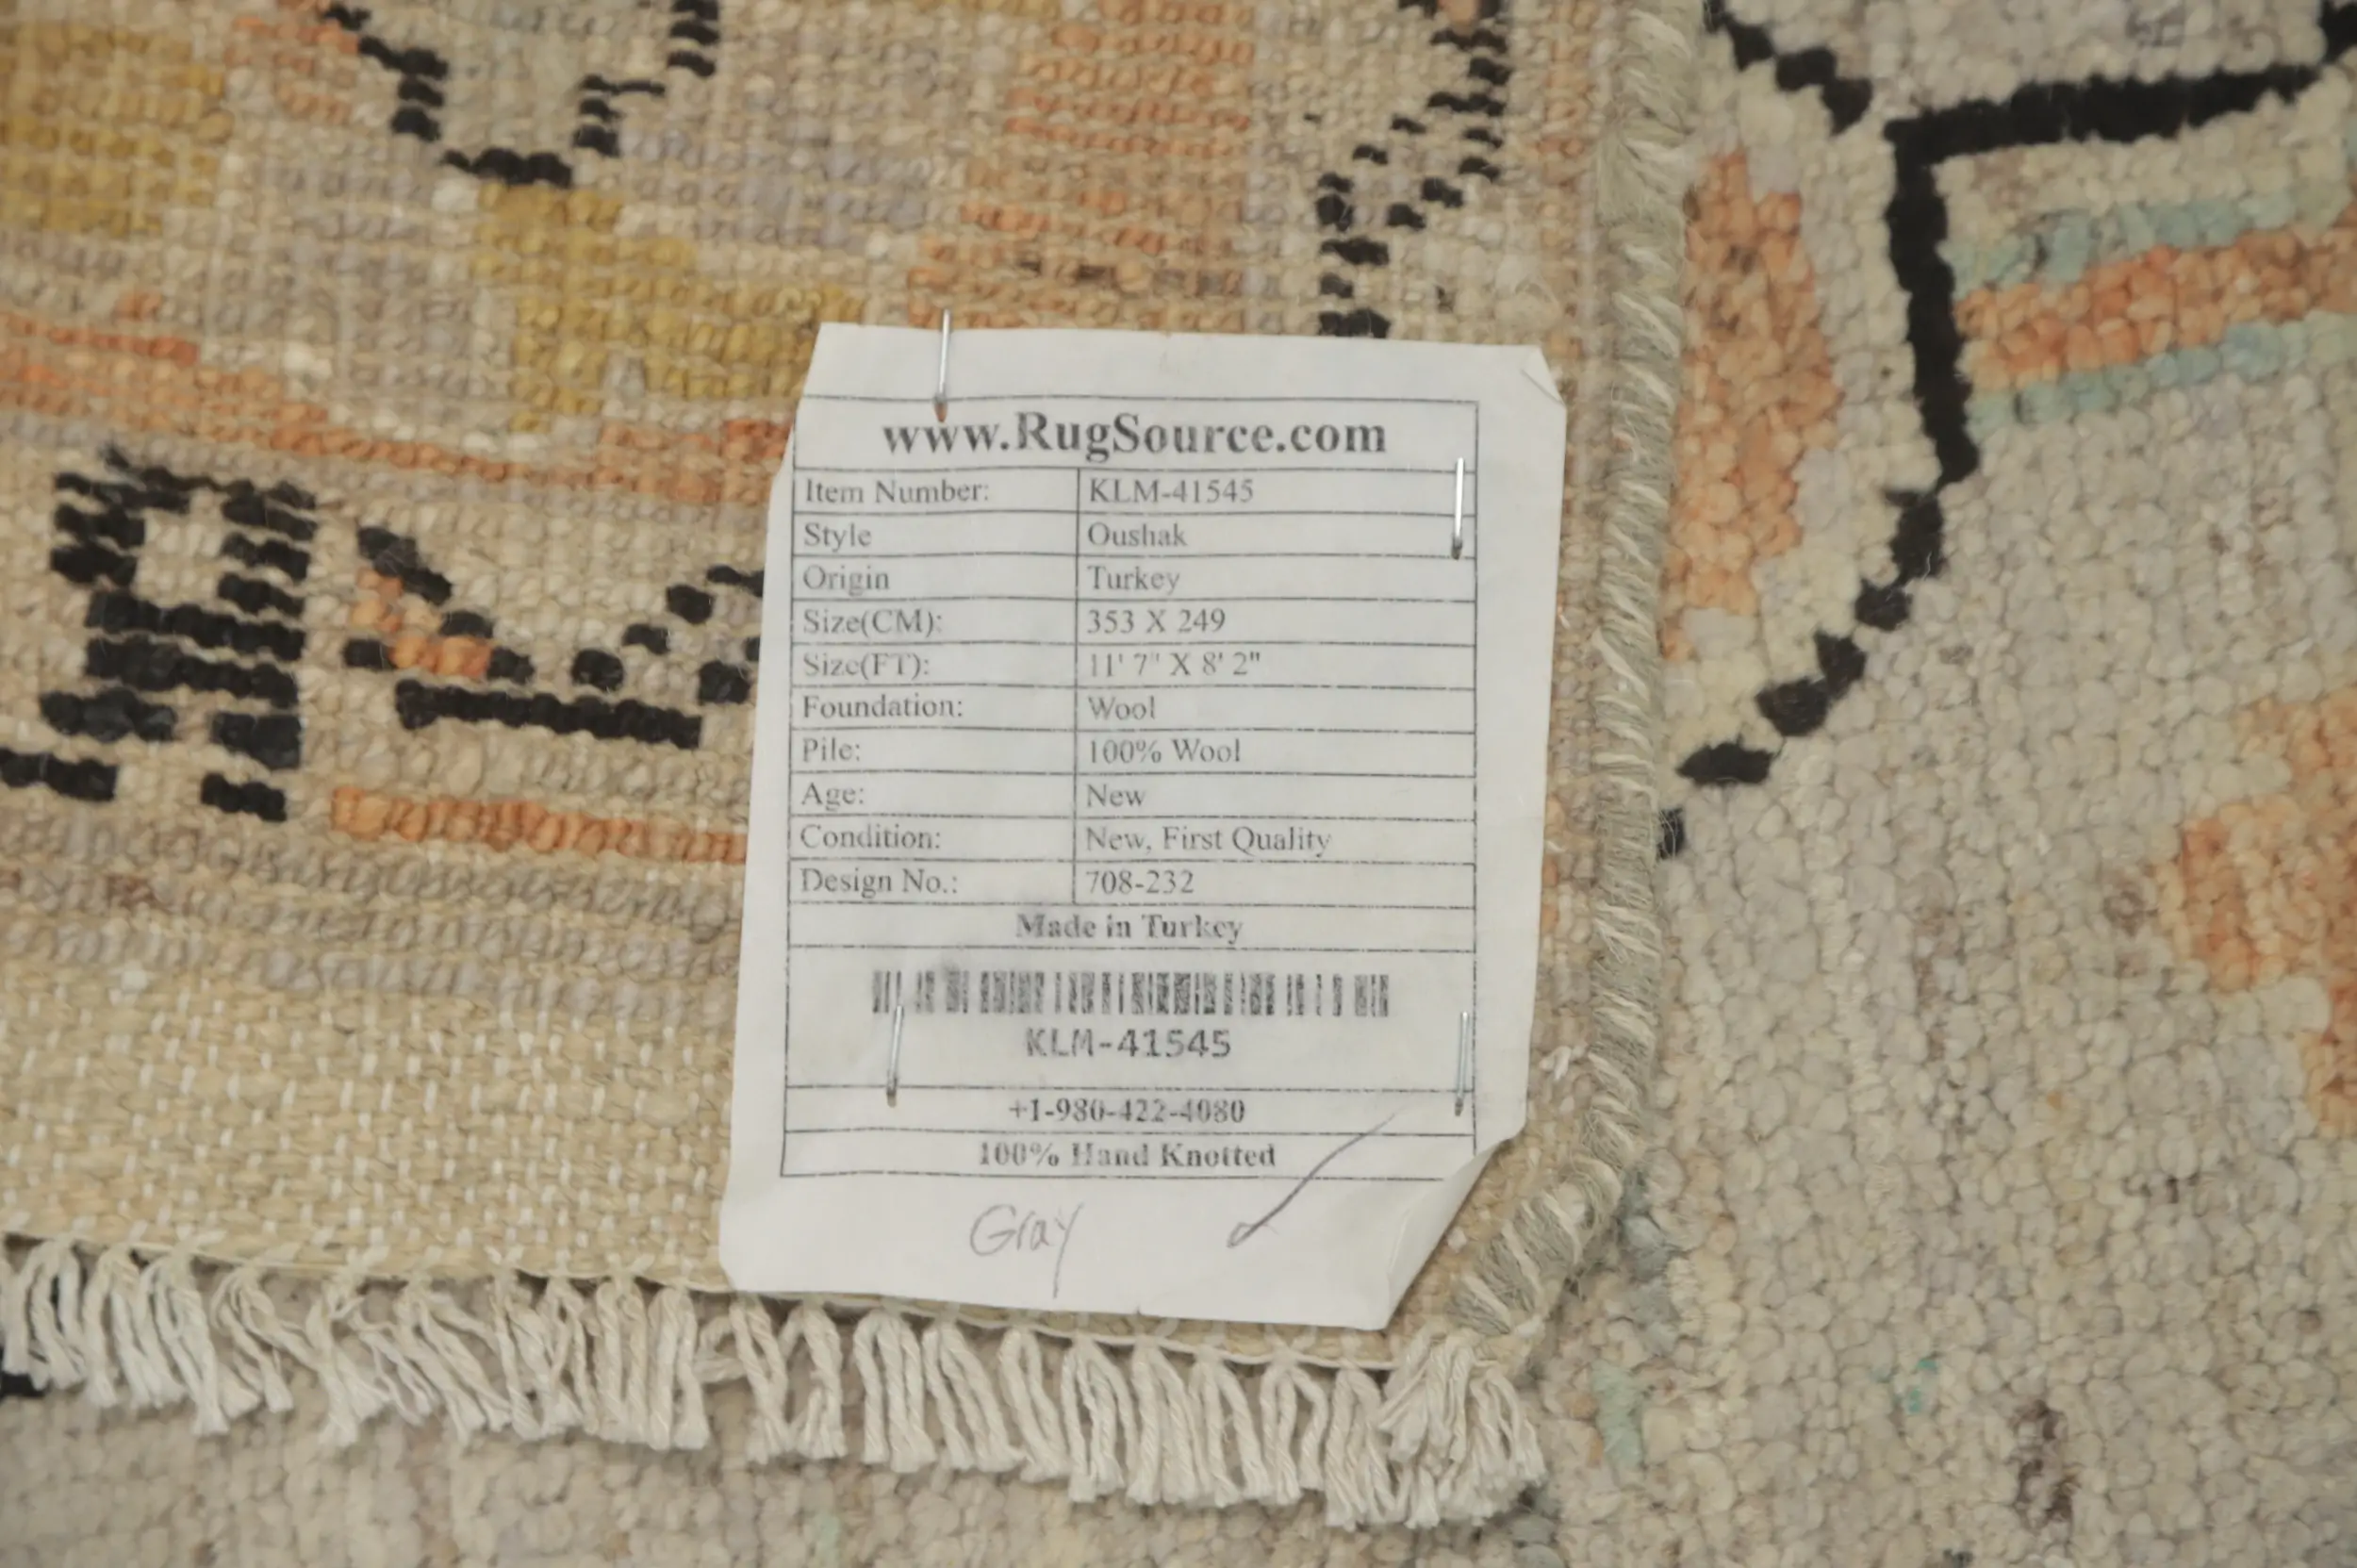 www.RugSource.com
Item Number: KLM-41545
Style Oushak
Origin Turkey
Size(CM): 353 X 249
Size(FT): 11' 7" X 8' 2"
Foundation: Wool
Pile: 100% Wool
Age: New
Condition: New, First Quality
Design No.: 708-232
Made in Turkey
KLM-41545
+1-980-422-4080
100% Hand Knotted
Gray